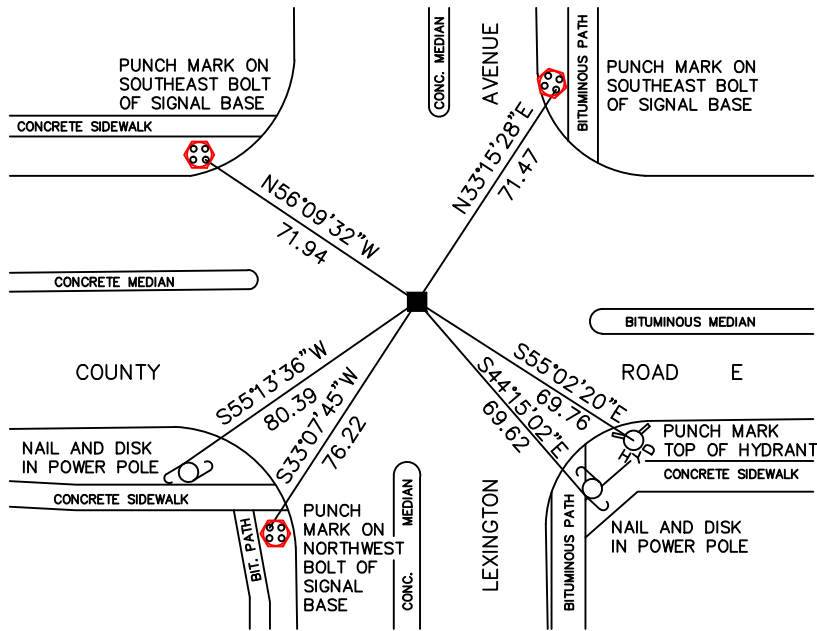 PUNCH MARK ON
SOUTHEAST BOLT
OF SIGNAL BASE
CONCRETE SIDEWALK
CONC. MEDIAN
AVENUE
BITUMINOUS PATH
PUNCH MARK ON
SOUTHEAST BOLT
OF SIGNAL BASE
N56°09'32"W
71.94
N33°15'28"E
71.47
CONCRETE MEDIAN
BITUMINOUS MEDIAN
COUNTY
ROAD E
S55°13'36"W
80.39
S33°07'45"W
76.22
S55°02'20"E
69.76
S44°15'02"E
69.62
NAIL AND DISK
IN POWER POLE
CONCRETE SIDEWALK
BIT. PATH
PUNCH
MARK ON
NORTHWEST
BOLT OF
SIGNAL
BASE
CONC. MEDIAN
LEXINGTON
BITUMINOUS PATH
HYD
PUNCH MARK
TOP OF HYDRANT
CONCRETE SIDEWALK
NAIL AND DISK
IN POWER POLE